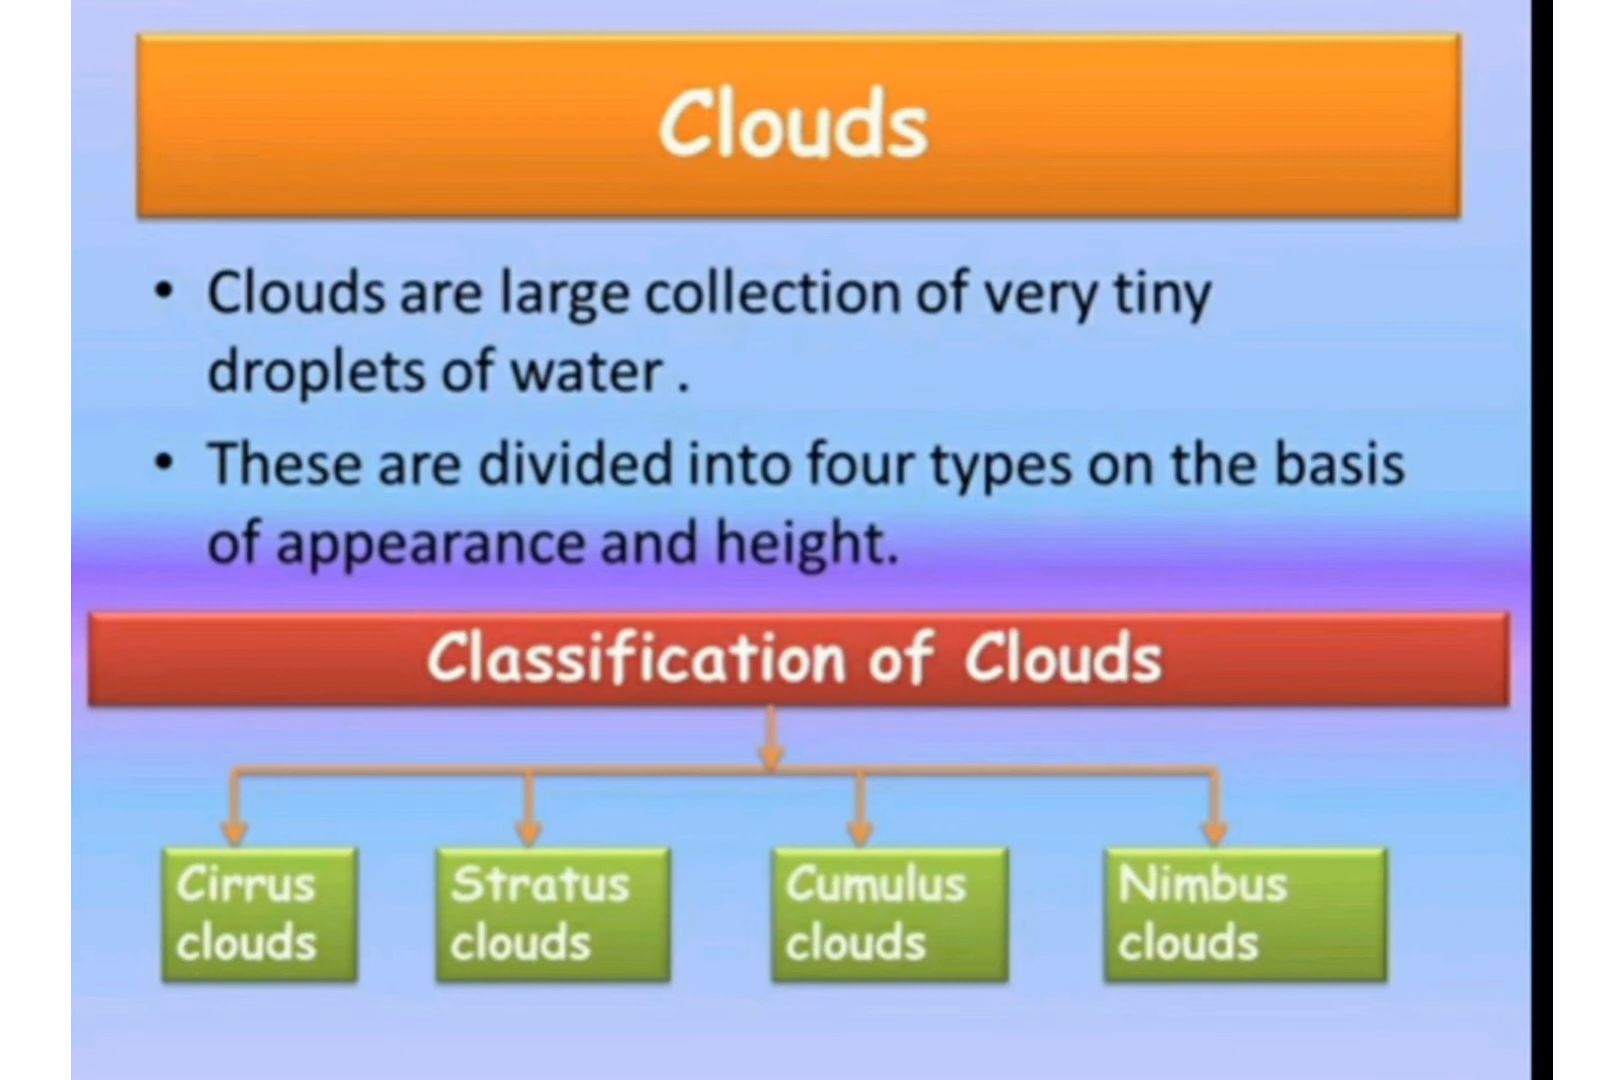 Clouds
• Clouds are large collection of very tiny
droplets of water .
• These are divided into four types on the basis
of appearance and height.
Classification of Clouds
Cirrus
clouds
Stratus
clouds
Cumulus
clouds
Nimbus
clouds